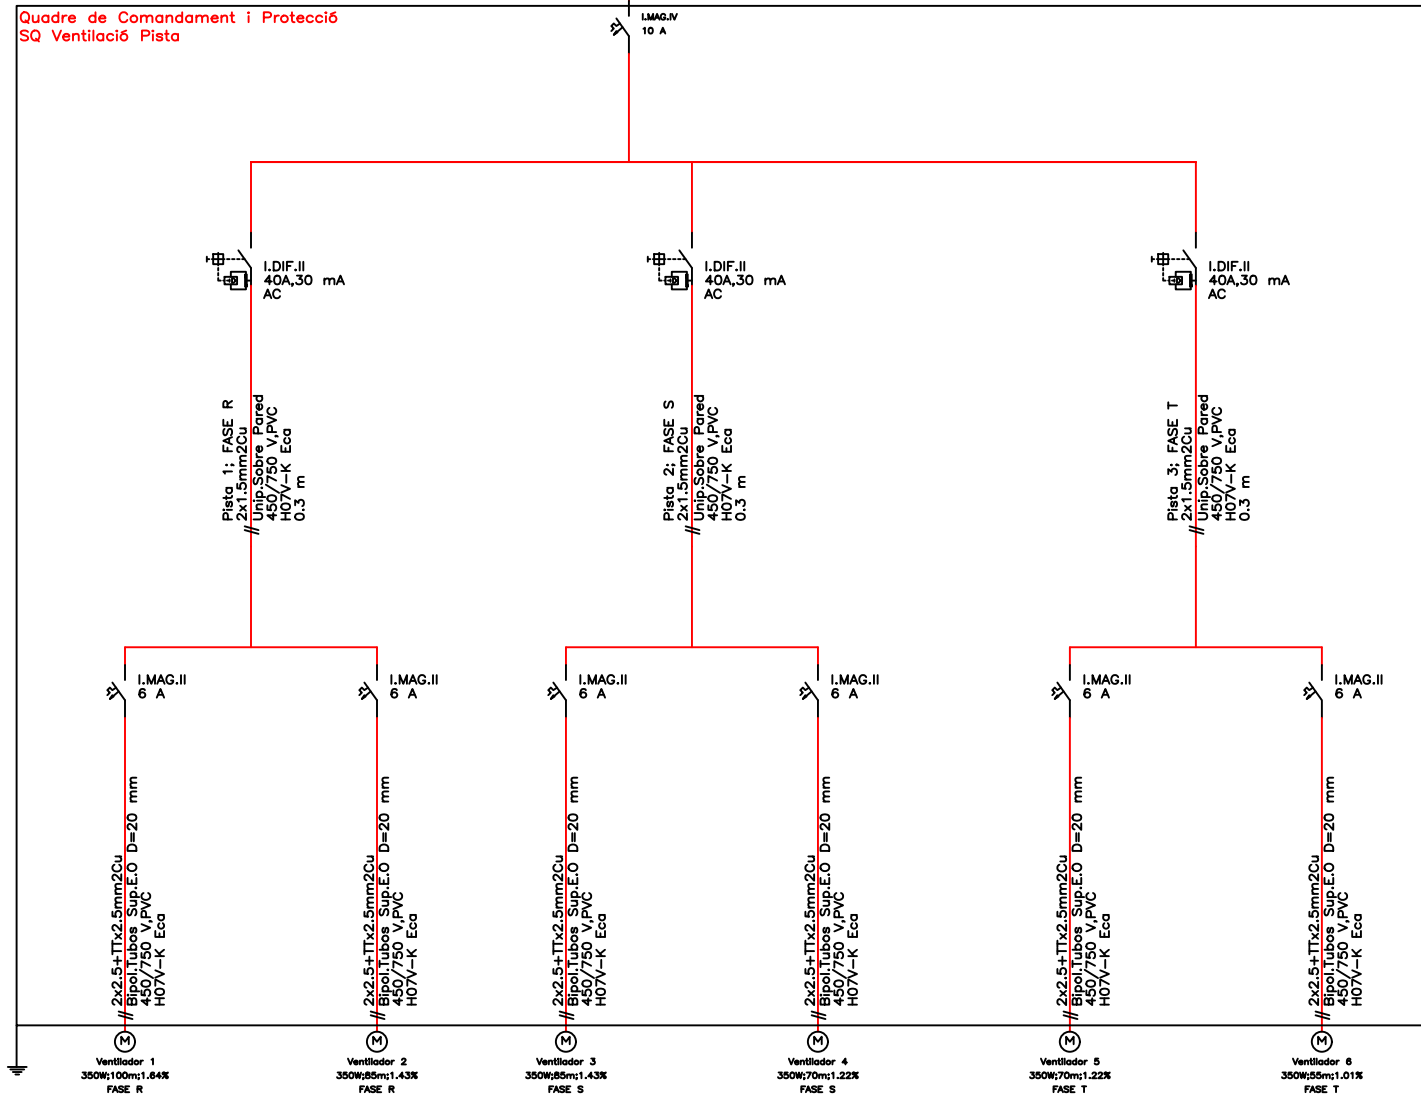 Quadre de Comandament i Protecció
SQ Ventilació Pista
I.MAG.IV
10 A
I.DIF.II
40A,30 mA
AC
I.DIF.II
40A,30 mA
AC
I.DIF.II
40A,30 mA
AC
Pista 1; FASE R
2x1.5mm2Cu
Unip.Sobre Pared
450/750 V,PVC
H07V-K Eca
0.3 m
Pista 2; FASE S
2x1.5mm2Cu
Unip.Sobre Pared
450/750 V,PVC
H07V-K Eca
0.3 m
Pista 3; FASE T
2x1.5mm2Cu
Unip.Sobre Pared
450/750 V,PVC
H07V-K Eca
0.3 m
I.MAG.II
6 A
I.MAG.II
6 A
I.MAG.II
6 A
I.MAG.II
6 A
I.MAG.II
6 A
I.MAG.II
6 A
2x2.5+TTx2.5mm2Cu
Bipol.Tubos Sup.E.O D=20 mm
450/750 V,PVC
H07V-K Eca
2x2.5+TTx2.5mm2Cu
Bipol.Tubos Sup.E.O D=20 mm
450/750 V,PVC
H07V-K Eca
2x2.5+TTx2.5mm2Cu
Bipol.Tubos Sup.E.O D=20 mm
450/750 V,PVC
H07V-K Eca
2x2.5+TTx2.5mm2Cu
Bipol.Tubos Sup.E.O D=20 mm
450/750 V,PVC
H07V-K Eca
2x2.5+TTx2.5mm2Cu
Bipol.Tubos Sup.E.O D=20 mm
450/750 V,PVC
H07V-K Eca
2x2.5+TTx2.5mm2Cu
Bipol.Tubos Sup.E.O D=20 mm
450/750 V,PVC
H07V-K Eca
M
Ventilador 1
350W;100m;1.64%
FASE R
M
Ventilador 2
350W;85m;1.43%
FASE R
M
Ventilador 3
350W;85m;1.43%
FASE S
M
Ventilador 4
350W;70m;1.22%
FASE S
M
Ventilador 5
350W;70m;1.22%
FASE T
M
Ventilador 6
350W;55m;1.01%
FASE T